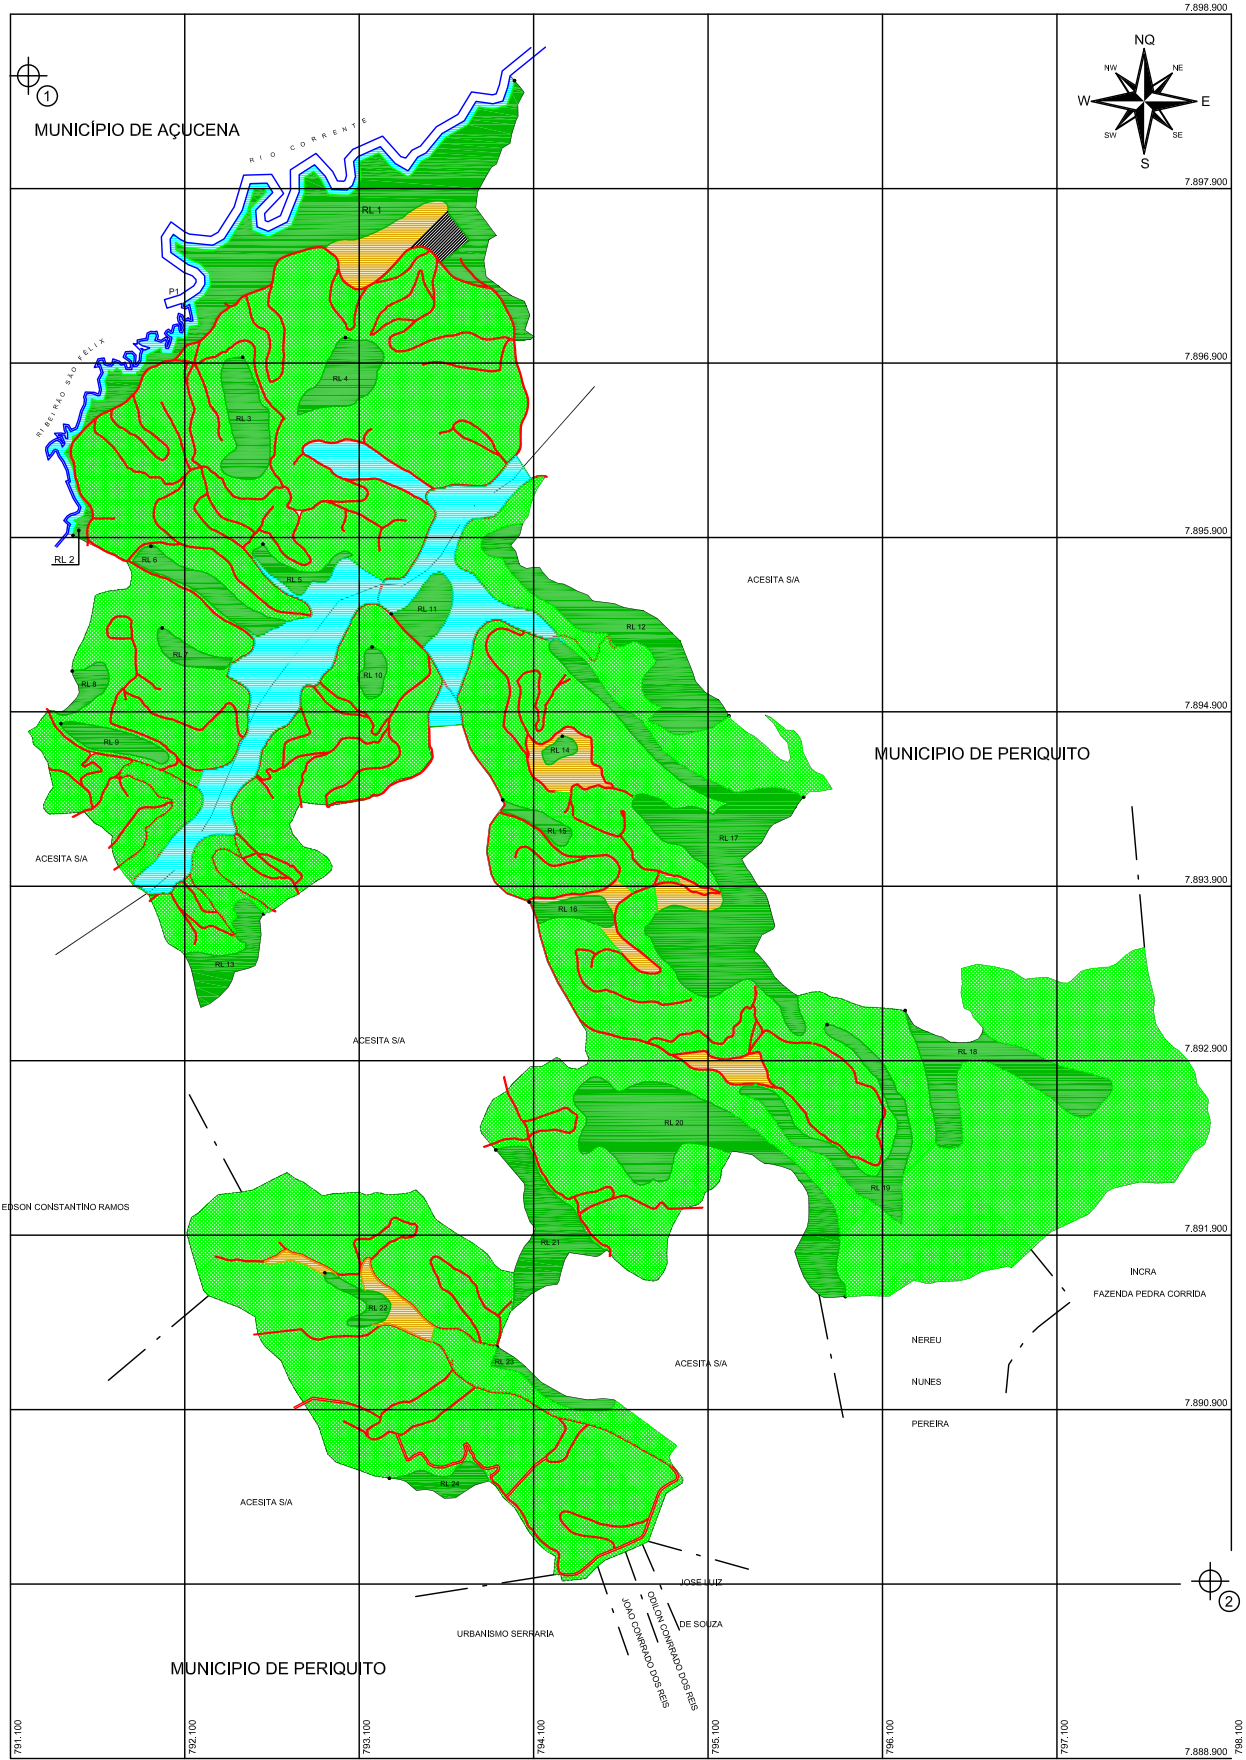 7.898.900
NQ
NW
NE
W
E
SW
SE
S
1
MUNICÍPIO DE AÇUCENA
RIO CORRENTE
7.897.900
RL 1
P1
RIBEIRÃO SÃO FÉLIX
7.896.900
RL 4
RL 3
7.895.900
RL 2
RL 6
RL 5
ACESITA S/A
RL 11
RL 12
RL 7
RL 10
RL 8
7.894.900
RL 9
RL 14
MUNICIPIO DE PERIQUITO
RL 15
RL 17
ACESITA S/A
7.893.900
RL 16
RL 13
ACESITA S/A
7.892.900
RL 18
RL 20
RL 19
EDSON CONSTANTINO RAMOS
7.891.900
RL 21
INCRA
FAZENDA PEDRA CORRIDA
RL 22
NEREU
ACESITA S/A
RL 23
NUNES
7.890.900
PEREIRA
RL 24
ACESITA S/A
JOSE LUIZ
DE SOUZA
2
JOAO CONRRADO DOS REIS
ODILON CONRRADO DOS REIS
URBANISMO SERRARIA
MUNICIPIO DE PERIQUITO
791.100
792.100
793.100
794.100
795.100
796.100
797.100
798.100
7.888.900